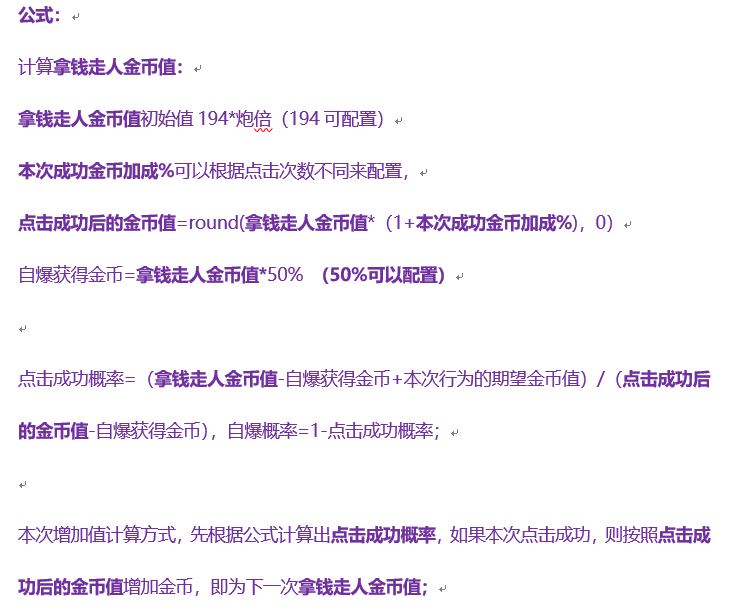 公式：
计算拿钱走人金币值：
拿钱走人金币值初始值 194*炮倍（194 可配置）
本次成功金币加成%可以根据点击次数不同来配置，
点击成功后的金币值=round(拿钱走人金币值*（1+本次成功金币加成%)，0）
自爆获得金币=拿钱走人金币值*50% （50%可以配置）
点击成功概率=（拿钱走人金币值-自爆获得金币+本次行为的期望金币值）/（点击成功后
的金币值-自爆获得金币)，自爆概率=1-点击成功概率；
本次增加值计算方式，先根据公式计算出点击成功概率，如果本次点击成功，则按照点击成
功后的金币值增加金币，即为下一次拿钱走人金币值；